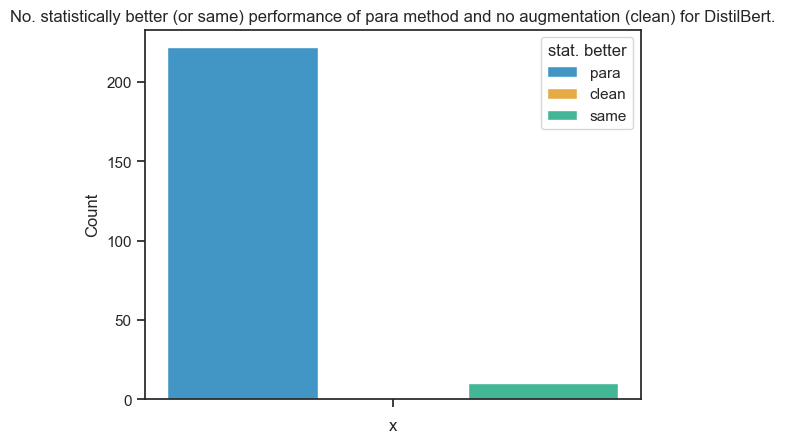 No. statistically better (or same) performance of para method and no augmentation (clean) for DistilBert.
stat. better
para
clean
same
200
150
100
50
0
Count
x